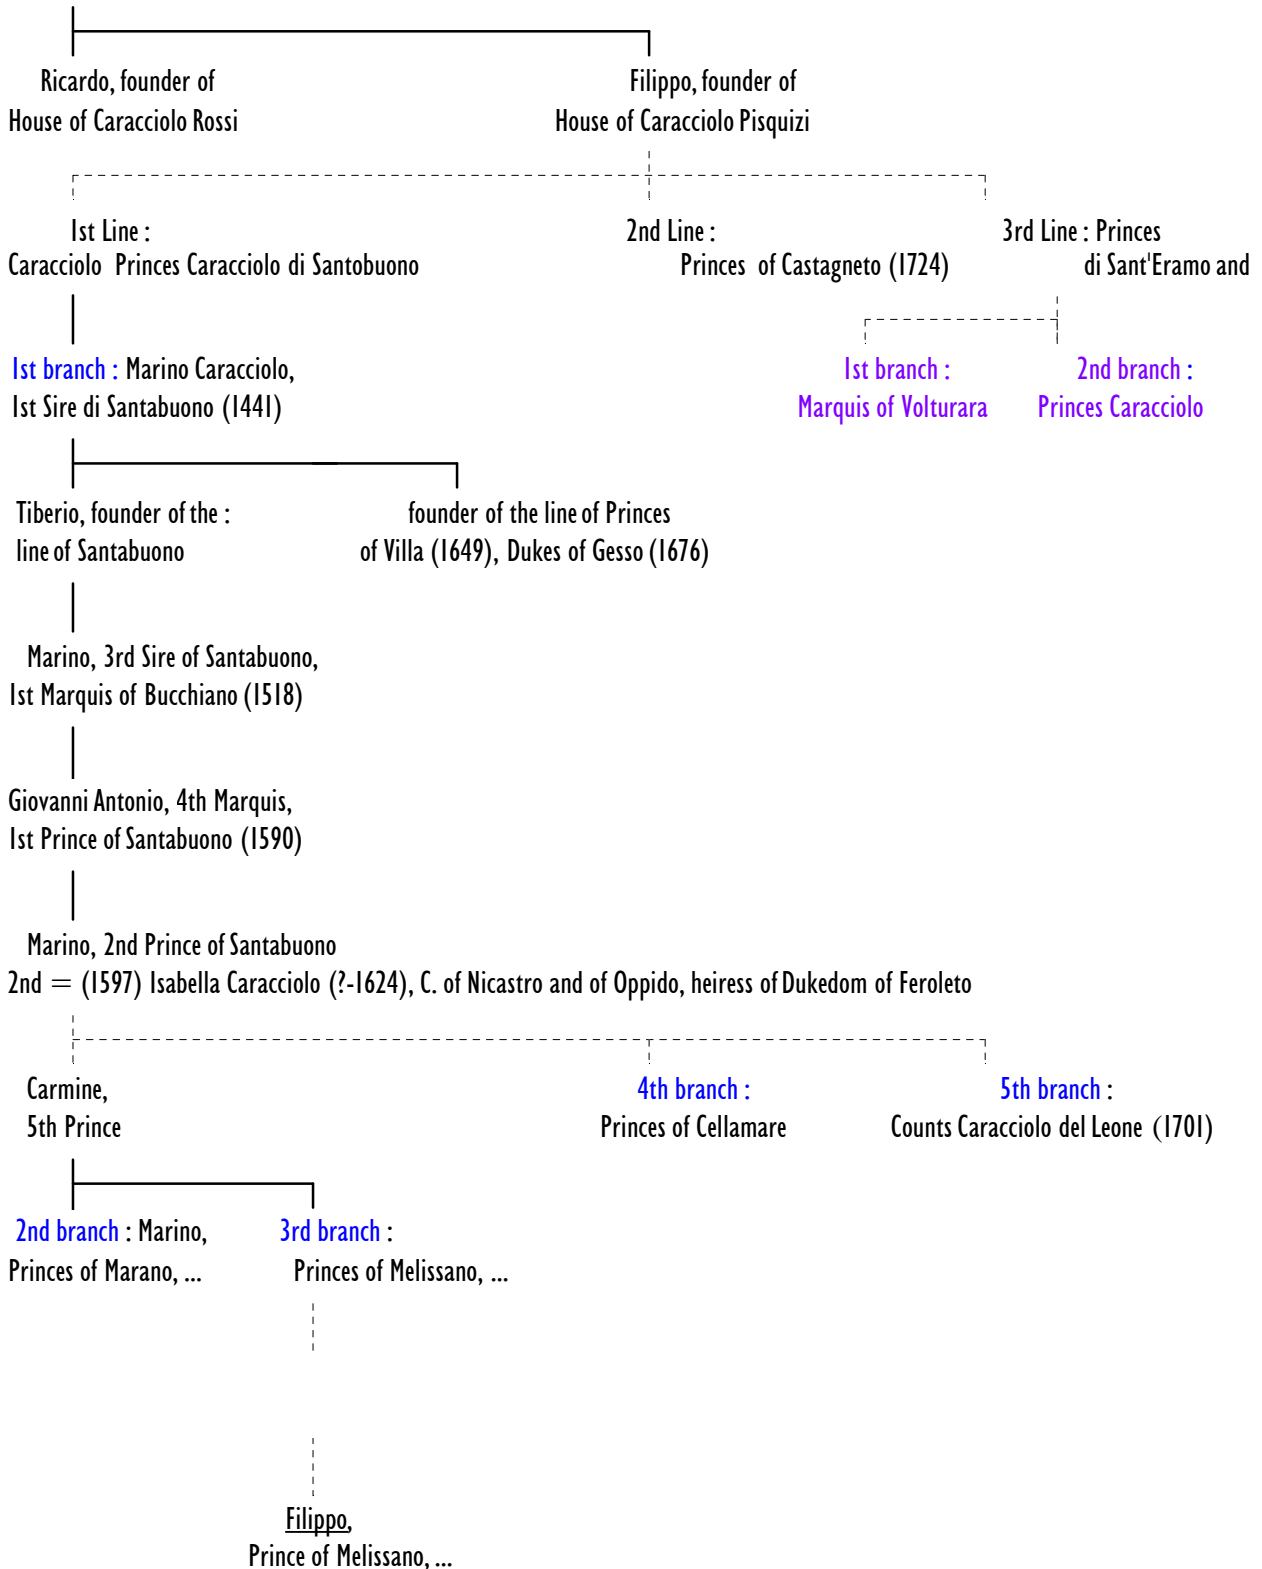 Ricardo, founder of
House of Caracciolo Rossi
Filippo, founder of
House of Caracciolo Pisquizi
1st Line :
Caracciolo Princes Caracciolo di Santobuono
2nd Line :
Princes of Castagneto (1724)
3rd Line : Princes
di Sant'Eramo and
1st branch : Marino Caracciolo,
1st Sire di Santabuono (1441)
1st branch :
Marquis of Volturara
2nd branch :
Princes Caracciolo
Tiberio, founder of the :
line of Santabuono
founder of the line of Princes
of Villa (1649), Dukes of Gesso (1676)
Marino, 3rd Sire of Santabuono,
1st Marquis of Bucchiano (1518)
Giovanni Antonio, 4th Marquis,
1st Prince of Santabuono (1590)
Marino, 2nd Prince of Santabuono
2nd = (1597) Isabella Caracciolo (?-1624), C. of Nicastro and of Oppido, heiress of Dukedom of Feroleto
Carmine,
5th Prince
4th branch :
Princes of Cellamare
5th branch :
Counts Caracciolo del Leone (1701)
2nd branch : Marino,
Princes of Marano, ...
3rd branch :
Princes of Melissano, ...
Filippo,
Prince of Melissano, ...